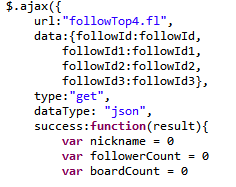 $.ajax({
    url:"followTop4.fl",
    data:{followId:followId,
        followId1:followId1,
        followId2:followId2,
        followId3:followId3},
    type:"get",
    dataType: "json",
    success:function(result){
        var nickname = 0
        var followerCount = 0
        var boardCount = 0